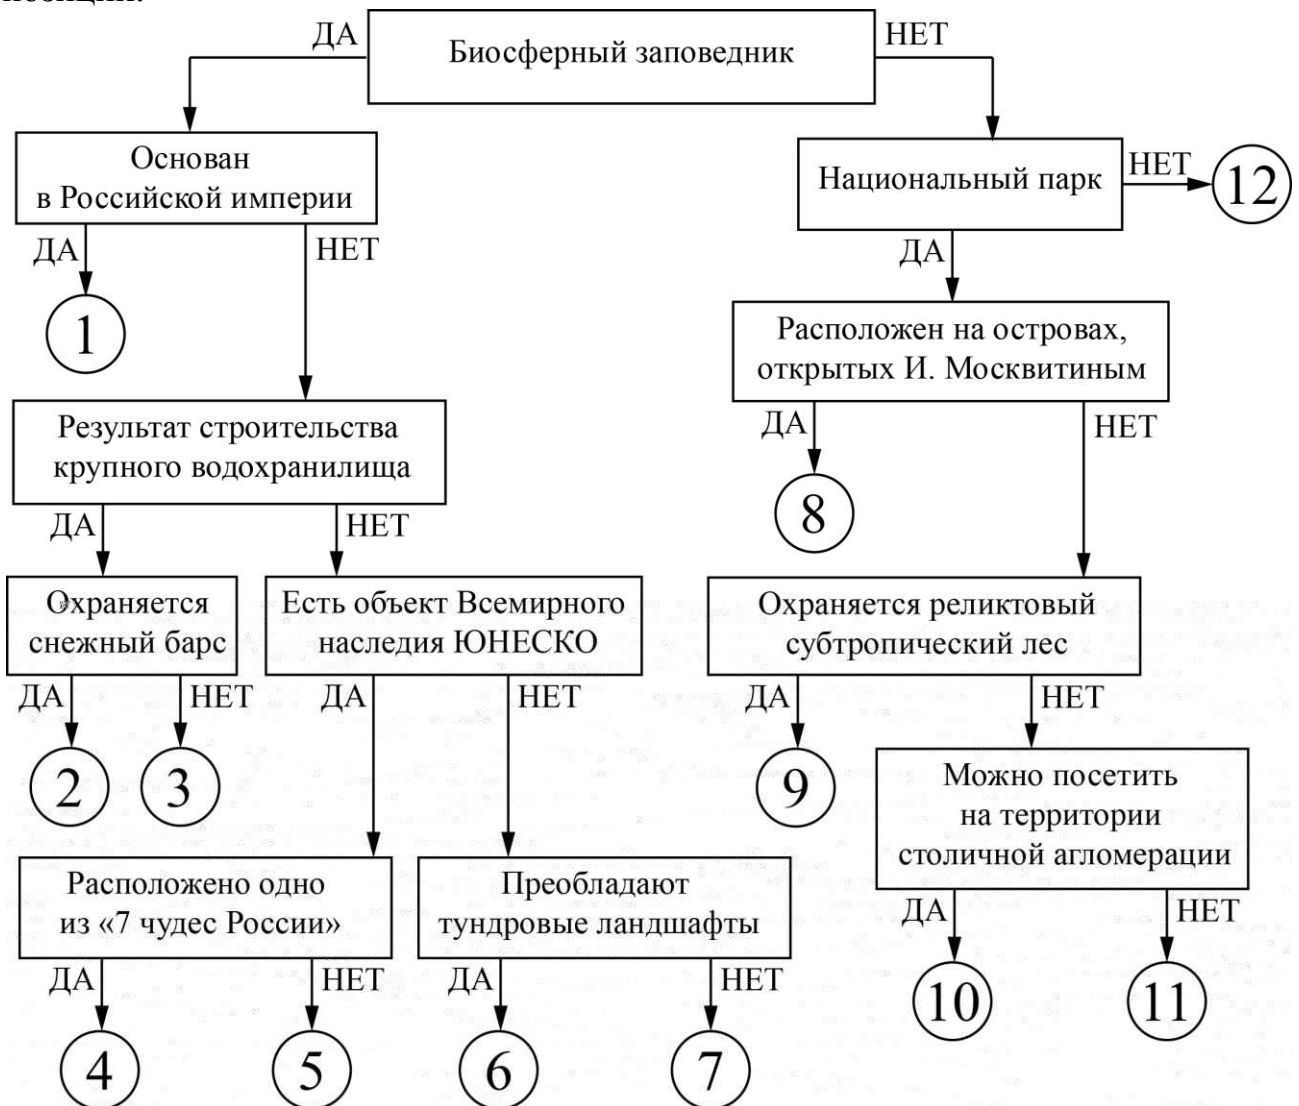 ДА
Биосферный заповедник
НЕТ
Основан
в Российской империи
ДА
НЕТ
1
Национальный парк
НЕТ
12
ДА
Расположен на островах,
открытых И. Москвитиным
ДА
НЕТ
8
Результат строительства
крупного водохранилища
ДА
НЕТ
Охраняется
снежный барс
ДА
НЕТ
2
3
Есть объект Всемирного
наследия ЮНЕСКО
ДА
НЕТ
Охраняется реликтовый
субтропический лес
ДА
НЕТ
9
Можно посетить
на территории
столичной агломерации
ДА
НЕТ
10
11
Расположено одно
из «7 чудес России»
ДА
НЕТ
4
5
Преобладают
тундровые ландшафты
ДА
НЕТ
6
7